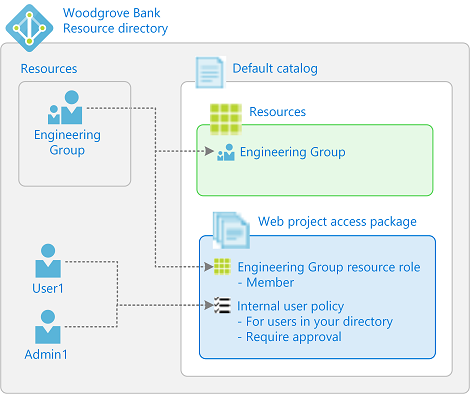 Woodgrove Bank
Resource directory
Resources
Engineering
Group
User1
Admin1
Default catalog
Resources
Engineering Group
Web project access package
Engineering Group resource role
- Member
Internal user policy
- For users in your directory
- Require approval